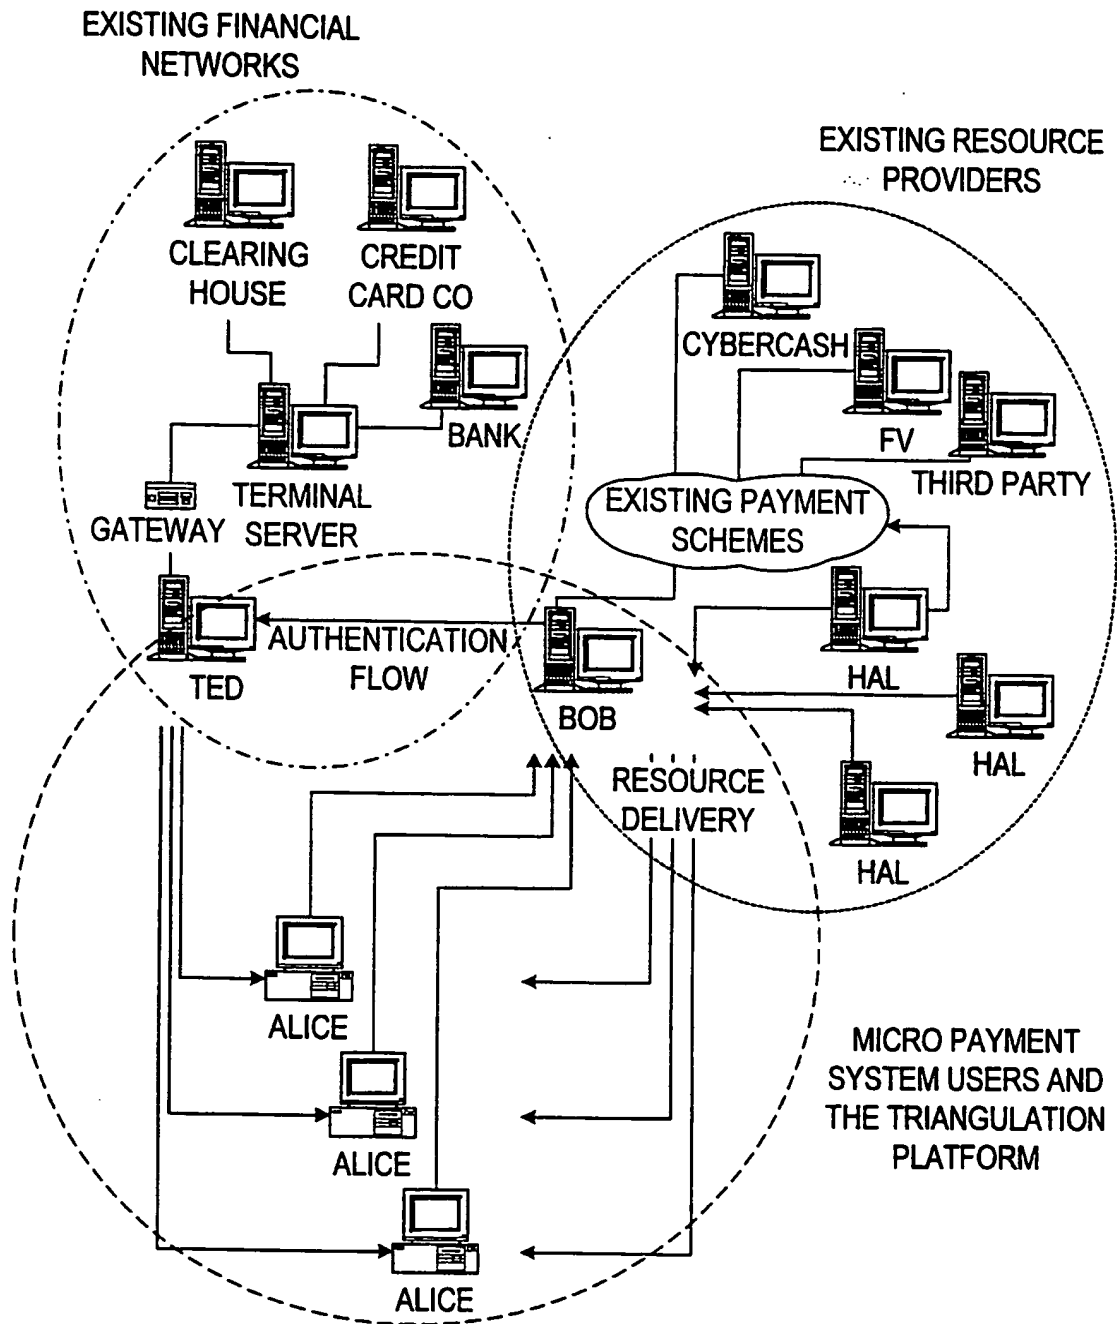 EXISTING FINANCIAL
NETWORKS
EXISTING RESOURCE
PROVIDERS
CLEARING
HOUSE
CREDIT
CARD CO
CYBERCASH
BANK
FV
THIRD PARTY
TERMINAL
SERVER
GATEWAY
EXISTING PAYMENT
SCHEMES
AUTHENTICATION
FLOW
TED
BOB
HAL
HAL
HAL
RESOURCE
DELIVERY
ALICE
ALICE
ALICE
MICRO PAYMENT
SYSTEM USERS AND
THE TRIANGULATION
PLATFORM